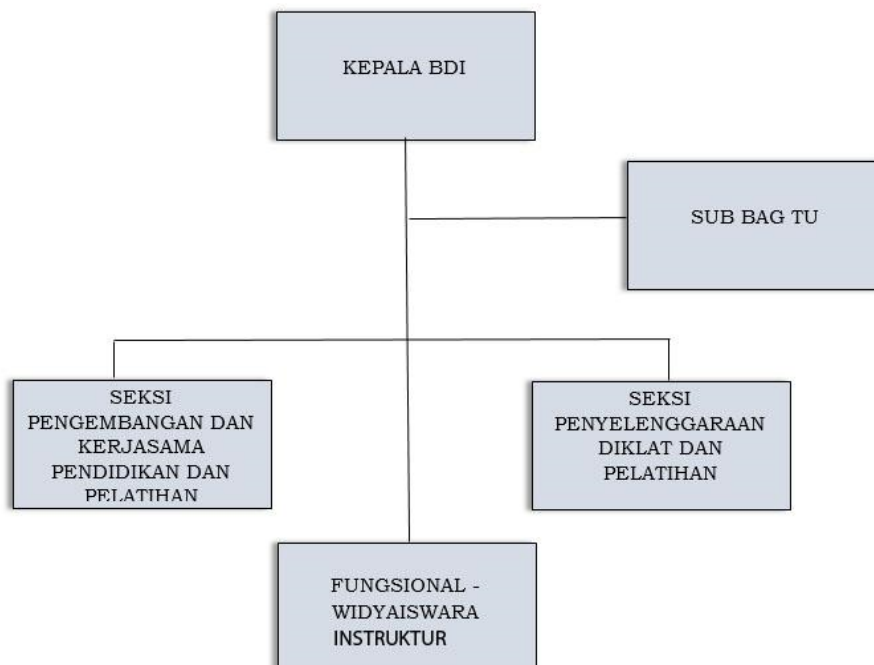 KEPALA BDI
SUB BAG TU
SEKSI
PENGEMBANGAN DAN
KERJASAMA
PENDIDIKAN DAN
PELATIHAN
SEKSI
PENYELENGGARAAN
DIKLAT DAN
PELATIHAN
FUNGSIONAL -
WIDYAISWARA
INSTRUKTUR